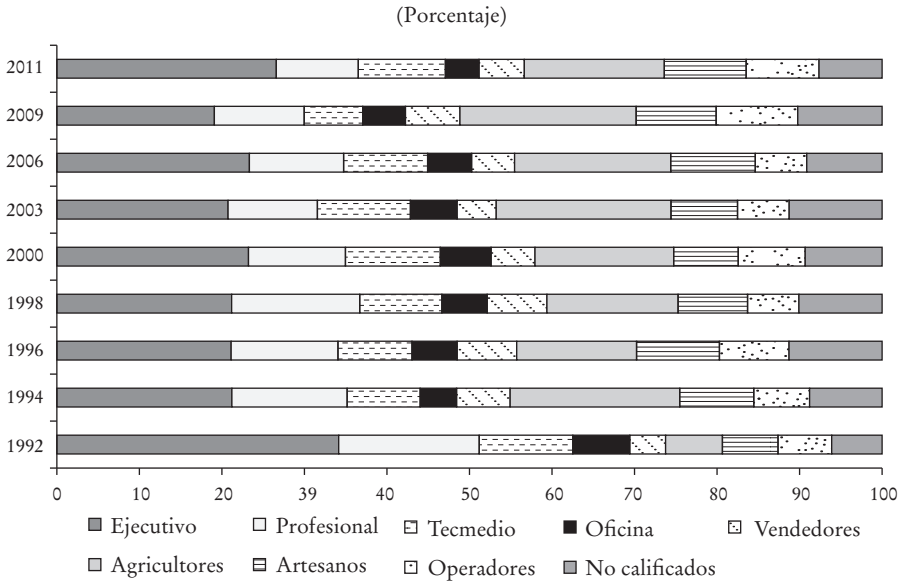 (Porcentaje)
2011
2009
2006
2003
2000
1998
1996
1994
1992
0 10 20 39 40 50 60 70 80 90 100
Ejecutivo Profesional Tecmedio Oficina Vendedores
Agricultores Artesanos Operadores No calificados